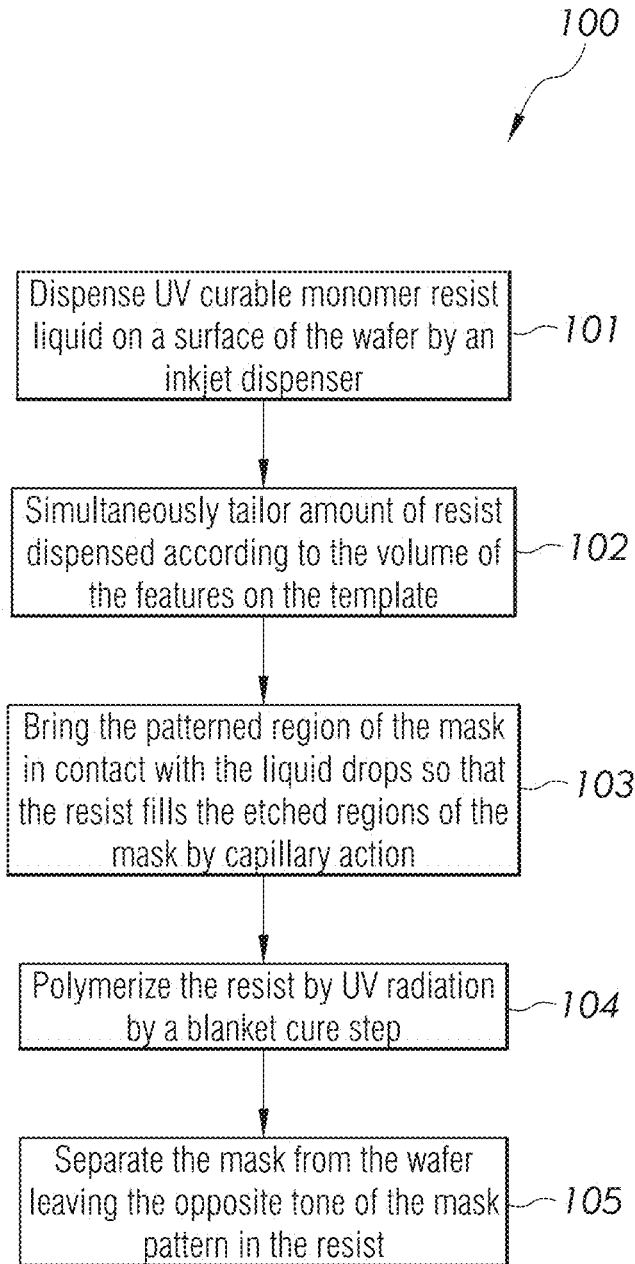 100
Dispense UV curable monomer resist
liquid on a surface of the wafer by an
inkjet dispenser
101
Simultaneously tailor amount of resist
dispensed according to the volume of
the features on the template
102
Bring the patterned region of the mask
in contact with the liquid drops so that
the resist fills the etched regions of the
mask by capillary action
103
Polymerize the resist by UV radiation
by a blanket cure step
104
Separate the mask from the wafer
leaving the opposite tone of the mask
pattern in the resist
105